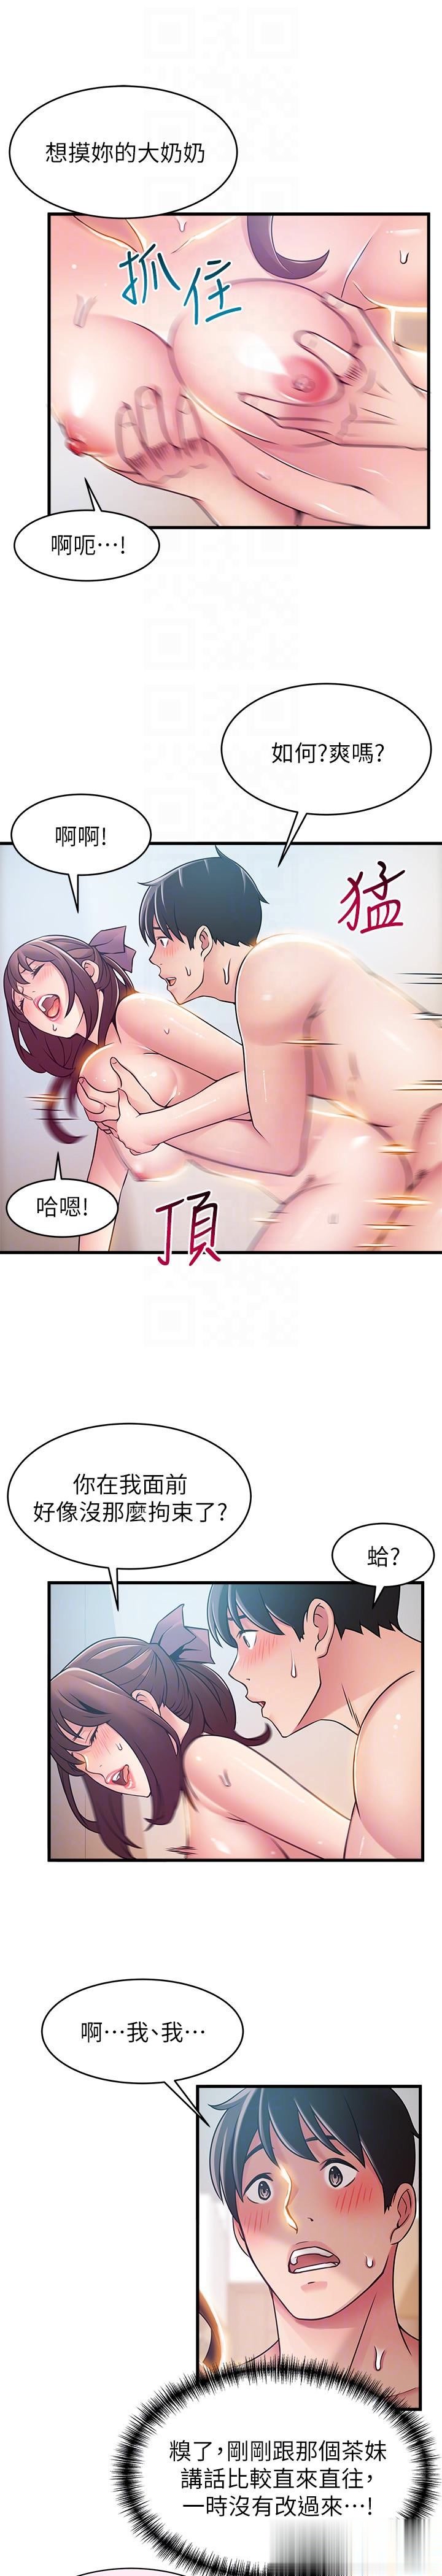 想摸妳的大奶奶
抓住
啊呃⋯!
如何?爽嗎?
啊啊!
猛
哈嗯!
頂
你在我面前
好像沒那麼拘束了?
蛤?
啊⋯我、我⋯
糗了,剛剛跟那個茶妹
講話比較直來直往,
一時沒有改過來⋯!